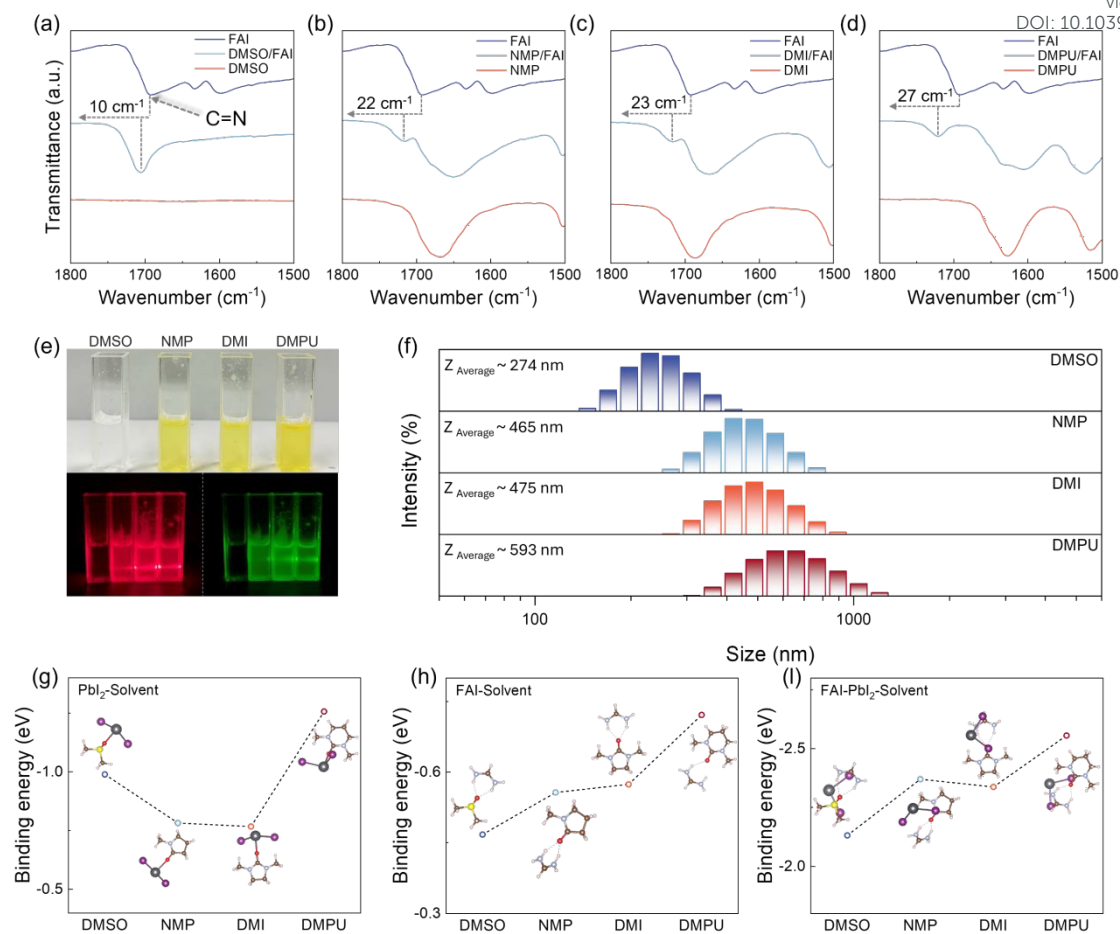 vi
DOI: 10.1039
(a)
FAI
DMSO/FAI
DMSO
10 cm⁻¹
C=N
Transmittance (a.u.)
1800 1700 1600 1500
Wavenumber (cm⁻¹)
(b)
FAI
NMP/FAI
NMP
22 cm⁻¹
1800 1700 1600 1500
Wavenumber (cm⁻¹)
(c)
FAI
DMI/FAI
DMI
23 cm⁻¹
1800 1700 1600 1500
Wavenumber (cm⁻¹)
(d)
FAI
DMPU/FAI
DMPU
27 cm⁻¹
1800 1700 1600 1500
Wavenumber (cm⁻¹)
(e)
DMSO NMP DMI DMPU
(f)
Z Average ~ 274 nm DMSO
Z Average ~ 465 nm NMP
Z Average ~ 475 nm DMI
Z Average ~ 593 nm DMPU
Intensity (%)
100 1000
Size (nm)
(g)
PbI₂-Solvent
Binding energy (eV)
-1.0
-0.5
DMSO NMP DMI DMPU
(h)
FAI-Solvent
Binding energy (eV)
-0.6
-0.6
-0.3
DMSO NMP DMI DMPU
(I)
FAI-PbI₂-Solvent
Binding energy (eV)
-2.5
-2.0
DMSO NMP DMI DMPU